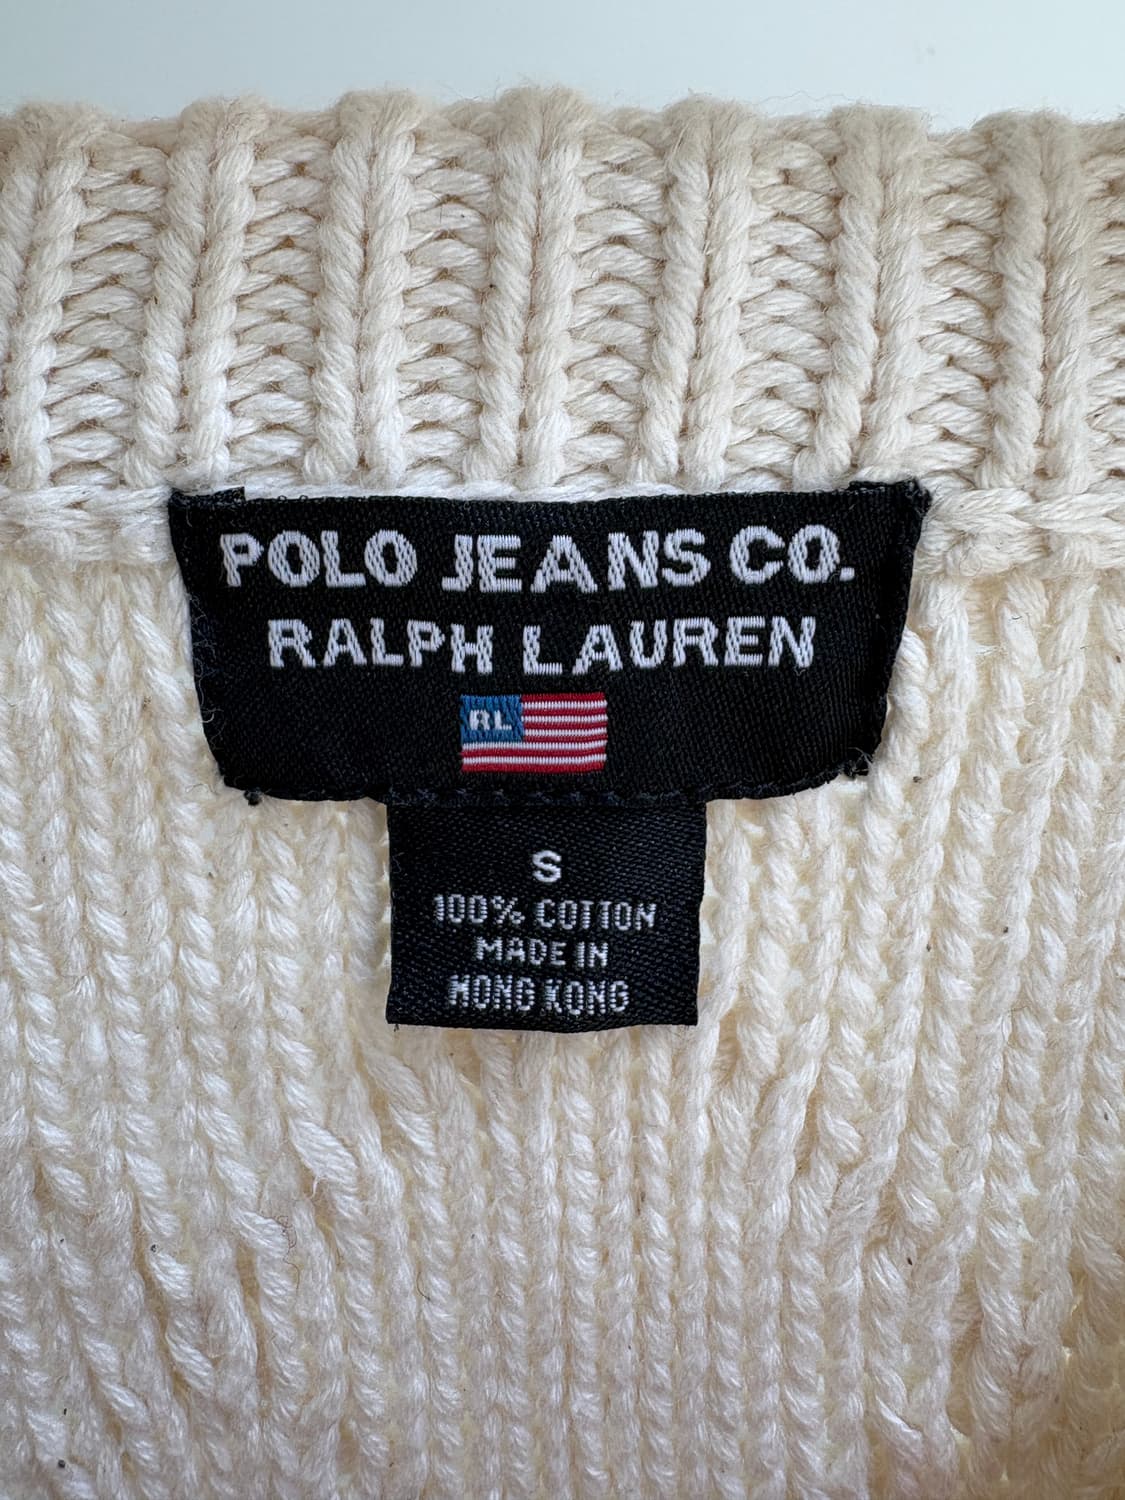 POLO JEANS CO.
RALPH LAUREN
RL
S
100% COTTON
MADE IN
HONG KONG